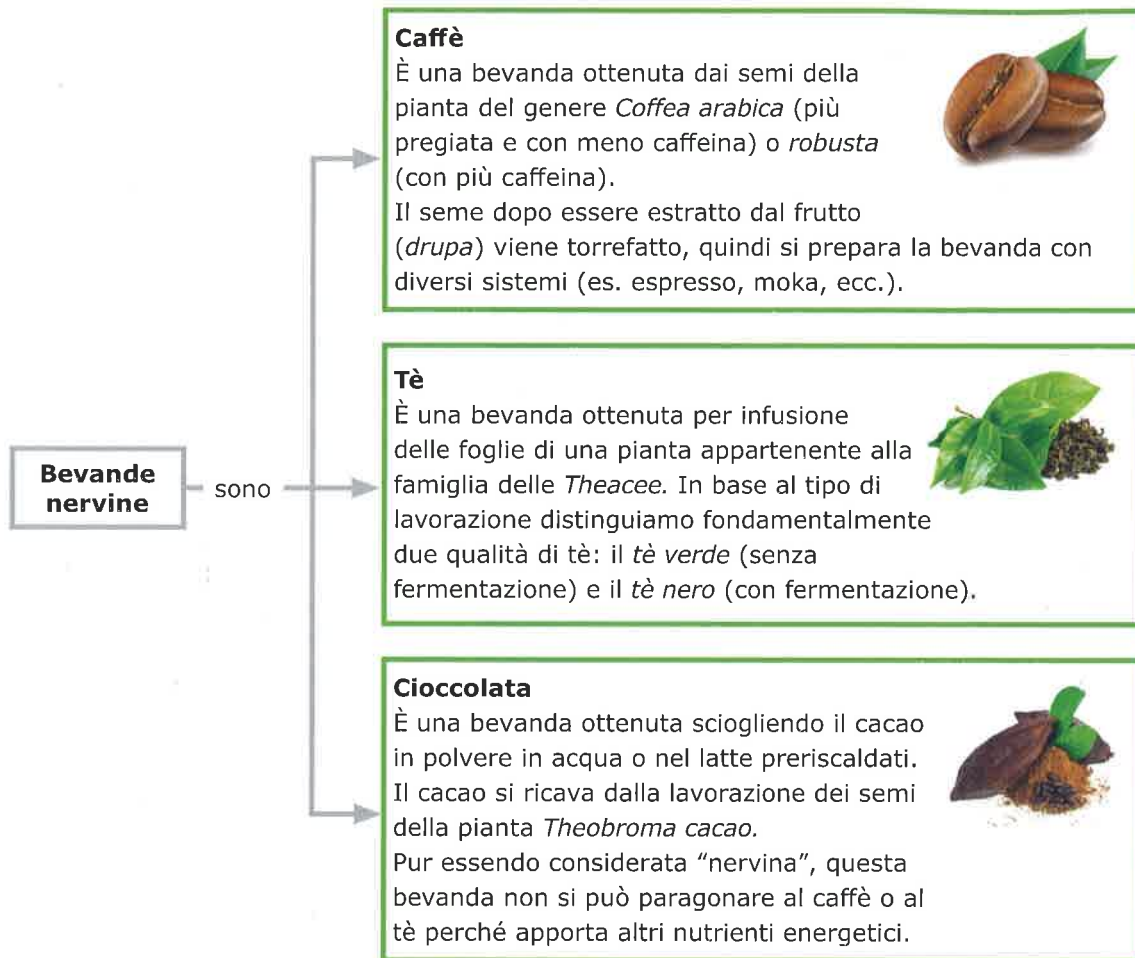 Bevande
nervine
sono
Caffè
È una bevanda ottenuta dai semi della
pianta del genere Coffea arabica (più
pregiata e con meno caffeina) o robusta
(con più caffeina).
Il seme dopo essere estratto dal frutto
(drupa) viene torrefatto, quindi si prepara la bevanda con
diversi sistemi (es. espresso, moka, ecc.).
Tè
È una bevanda ottenuta per infusione
delle foglie di una pianta appartenente alla
famiglia delle Theacee. In base al tipo di
lavorazione distinguiamo fondamentalmente
due qualità di tè: il tè verde (senza
fermentazione) e il tè nero (con fermentazione).
Cioccolata
È una bevanda ottenuta sciogliendo il cacao
in polvere in acqua o nel latte preriscaldati.
Il cacao si ricava dalla lavorazione dei semi
della pianta Theobroma cacao.
Pur essendo considerata “nervina”, questa
bevanda non si può paragonare al caffè o al
tè perché apporta altri nutrienti energetici.